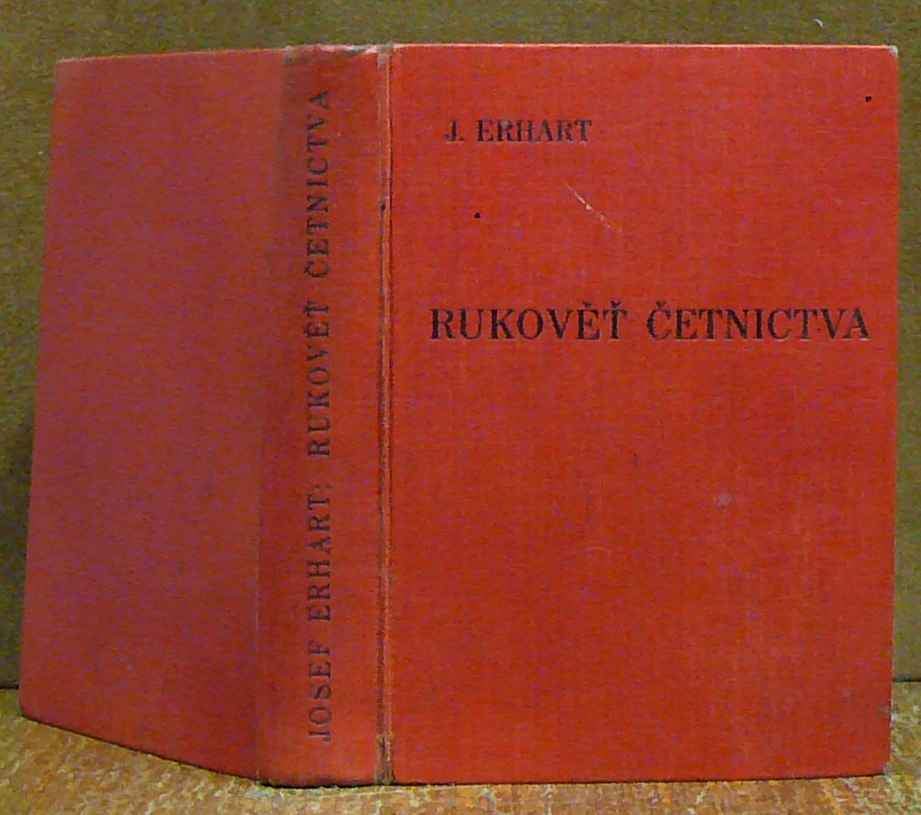 JOSEF ERHART: RUKOVĚŤ ČETNICTVA
J. ERHART
RUKOVĚŤ ČETNICTVA